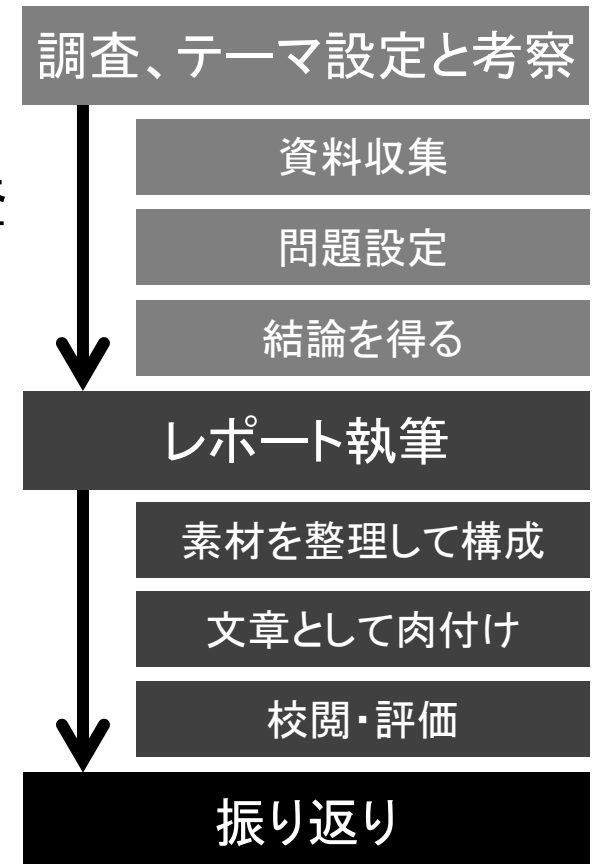 調査、テーマ設定と考察
資料収集
問題設定
結論を得る
レポート執筆
素材を整理して構成
文章として肉付け
校閲・評価
振り返り